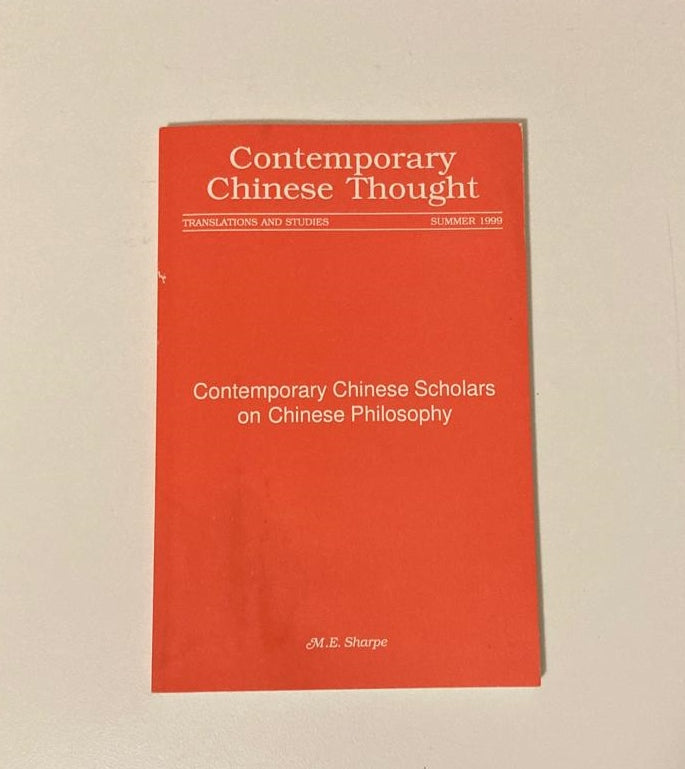 Contemporary
Chinese Thought
TRANSLATIONS AND STUDIES SUMMER 1999
Contemporary Chinese Scholars
on Chinese Philosophy
M.E. Sharpe